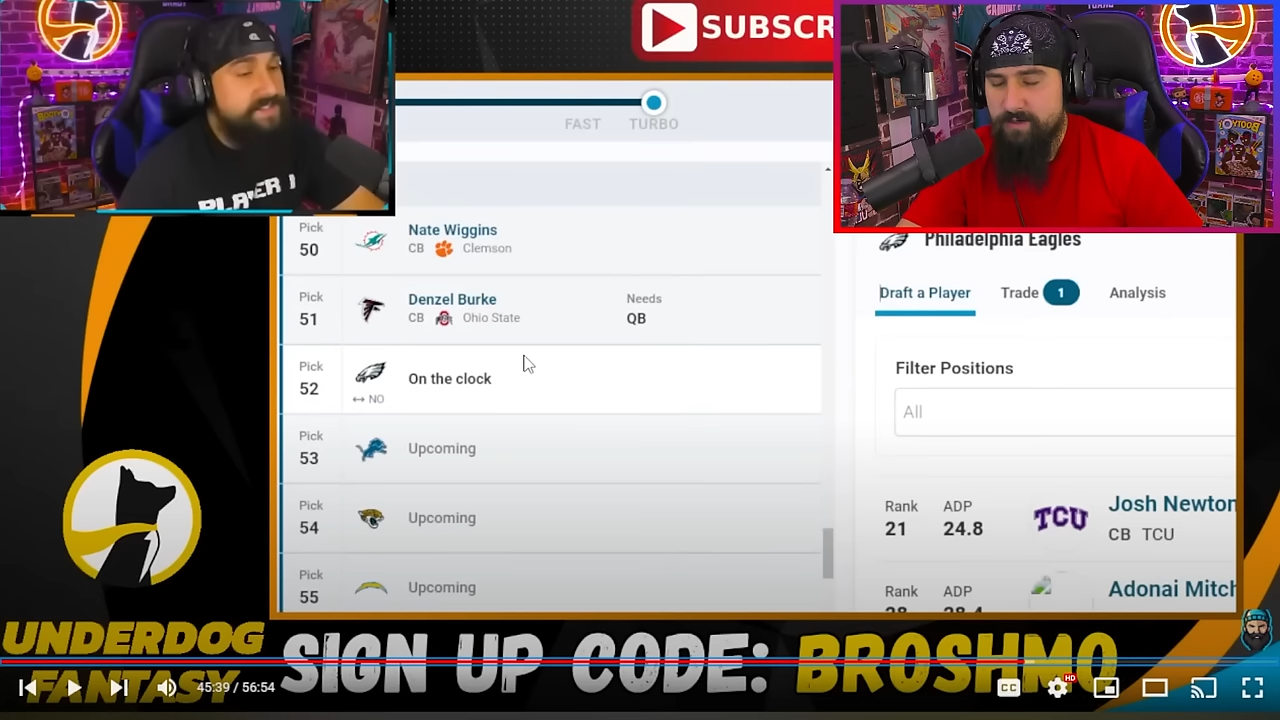 SUBSCR
FAST TURBO
PLAYER 1
Pick
50
Nate Wiggins
CB Clemson
Pick
51
Denzel Burke
CB Ohio State
Needs
QB
Pick
52
On the clock
↔ NO
Pick
53
Upcoming
Pick
54
Upcoming
Pick
55
Upcoming
Philadelphia Eagles
Draft a Player
Trade 1
Analysis
Filter Positions
All
Rank
21
ADP
24.8
TCU
Josh Newton
CB TCU
Rank
28
ADP
28.4
Adonai Mitch
UNDERDOG
FANTASY
SIGN UP CODE: BROSHMO
45:39 / 56:54
CC
HD